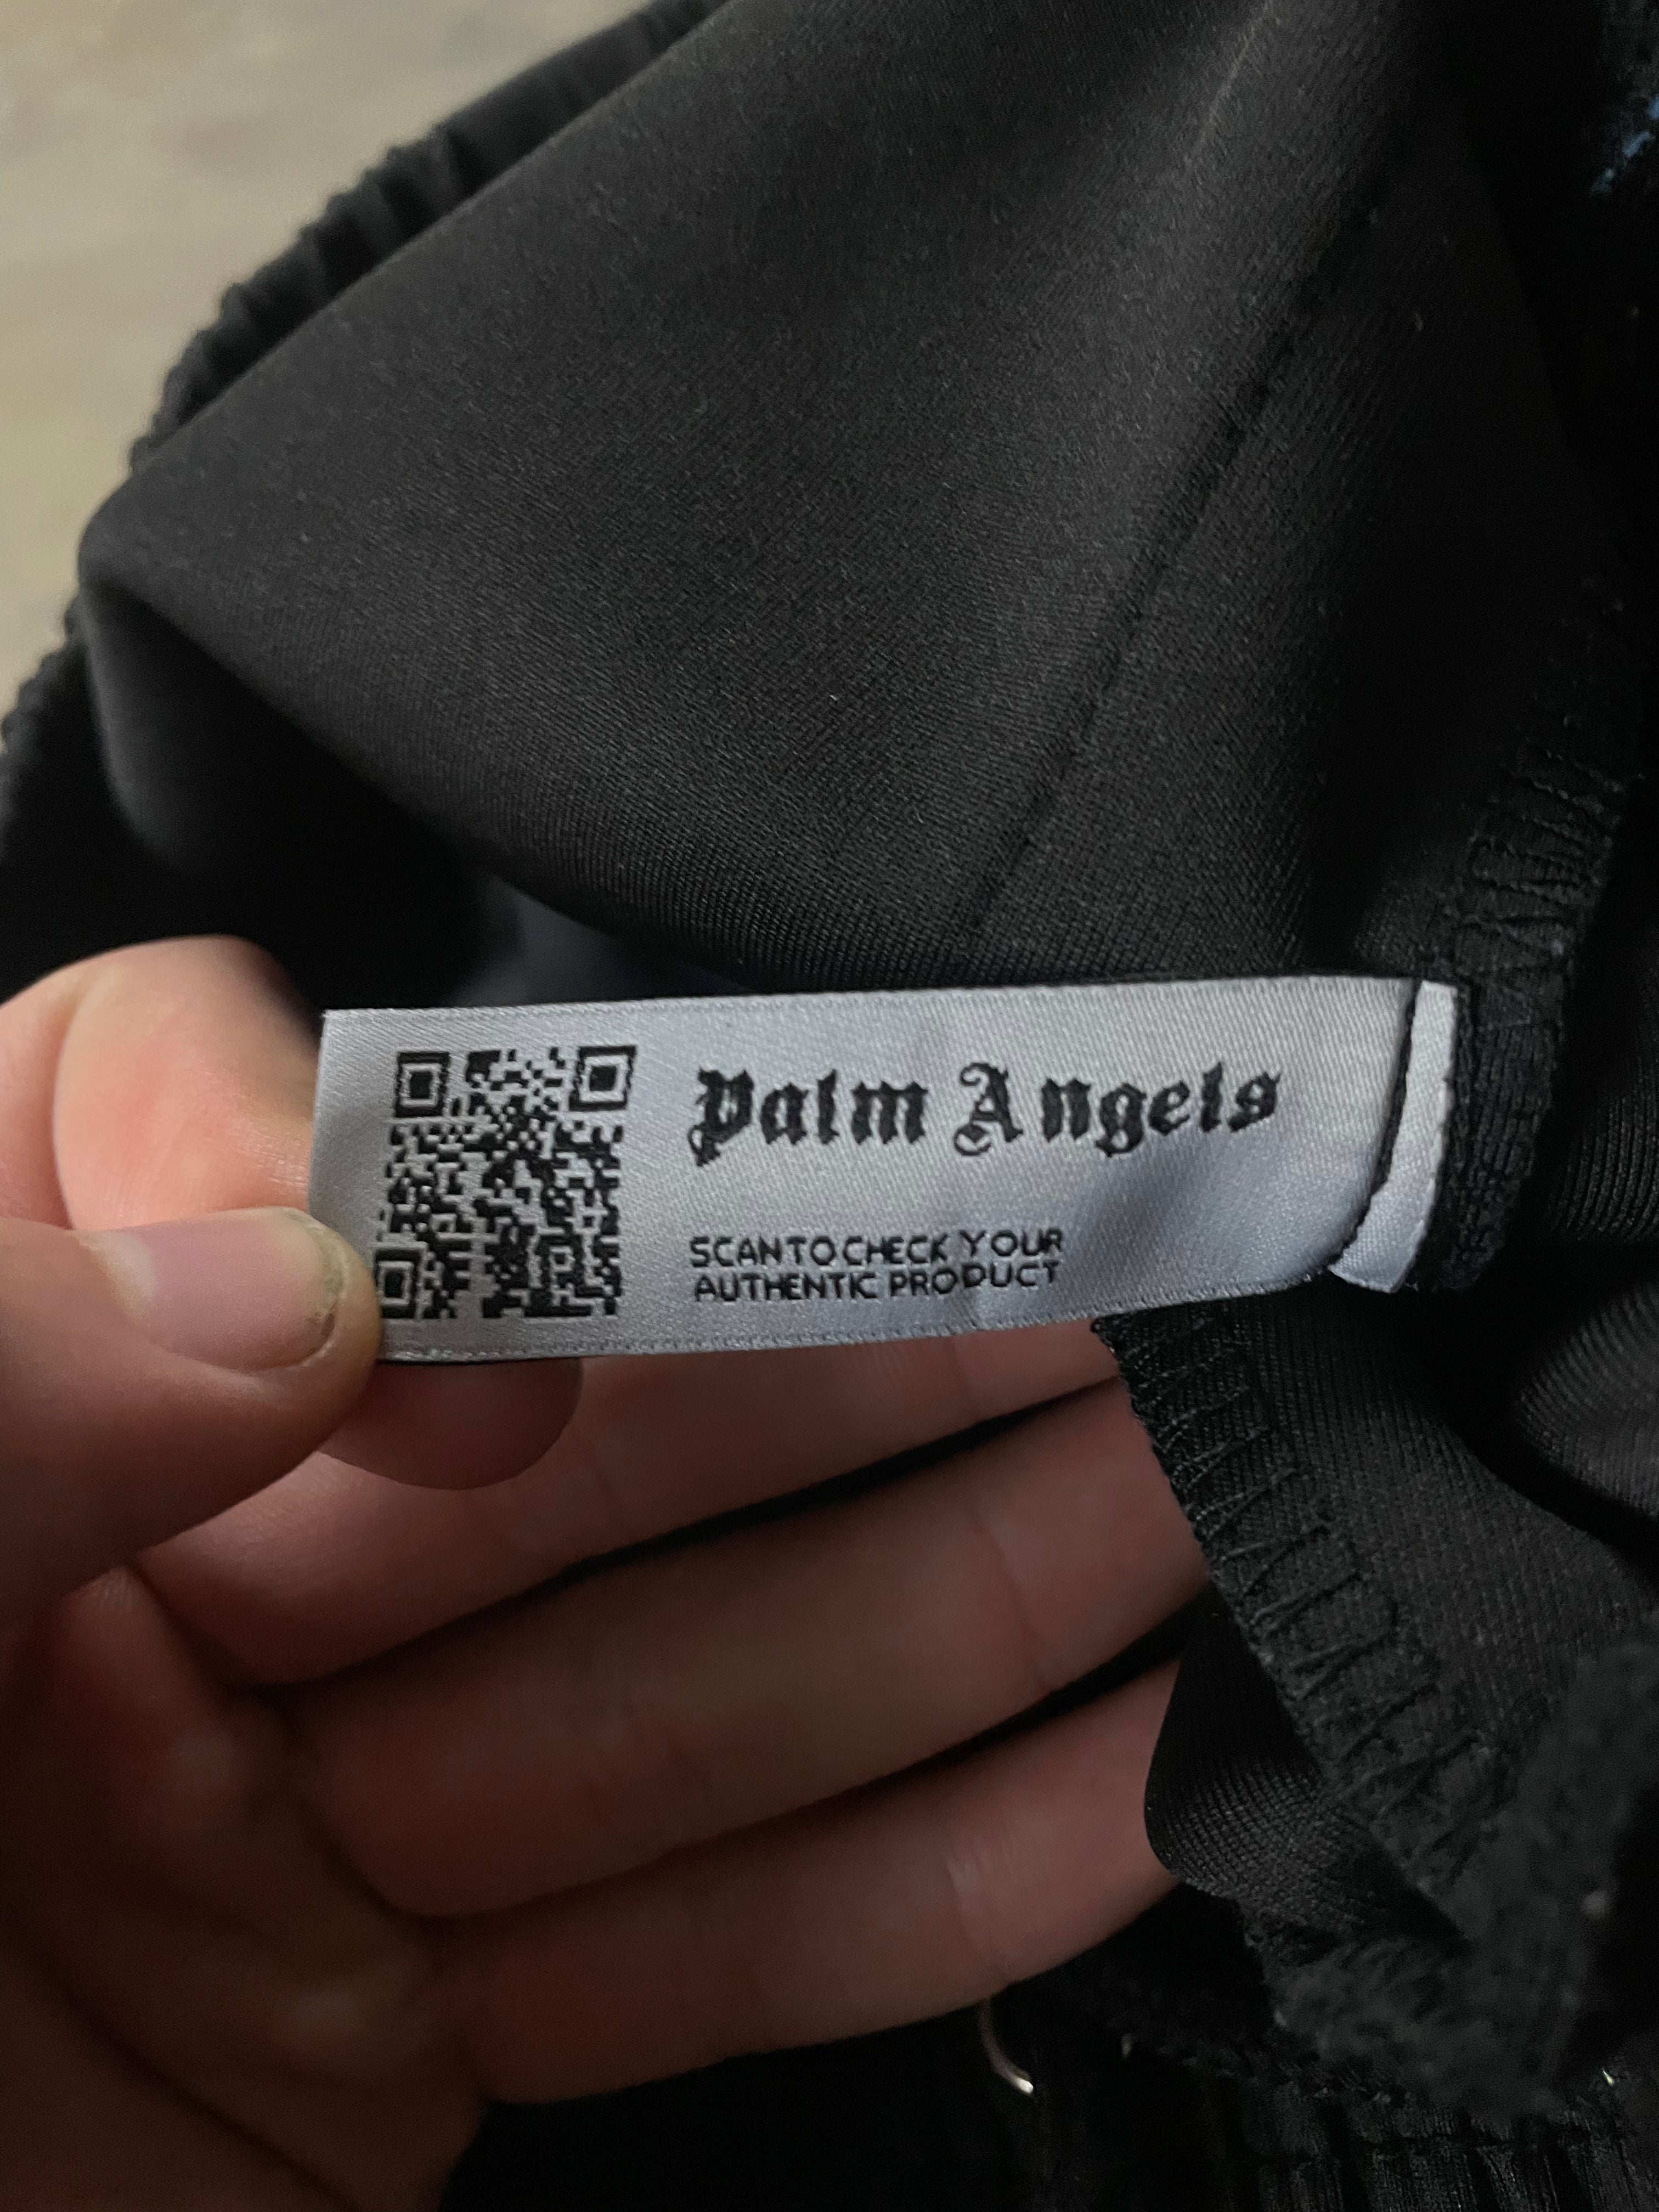 Palm Angels
SCAN TO CHECK YOUR
AUTHENTIC PRODUCT